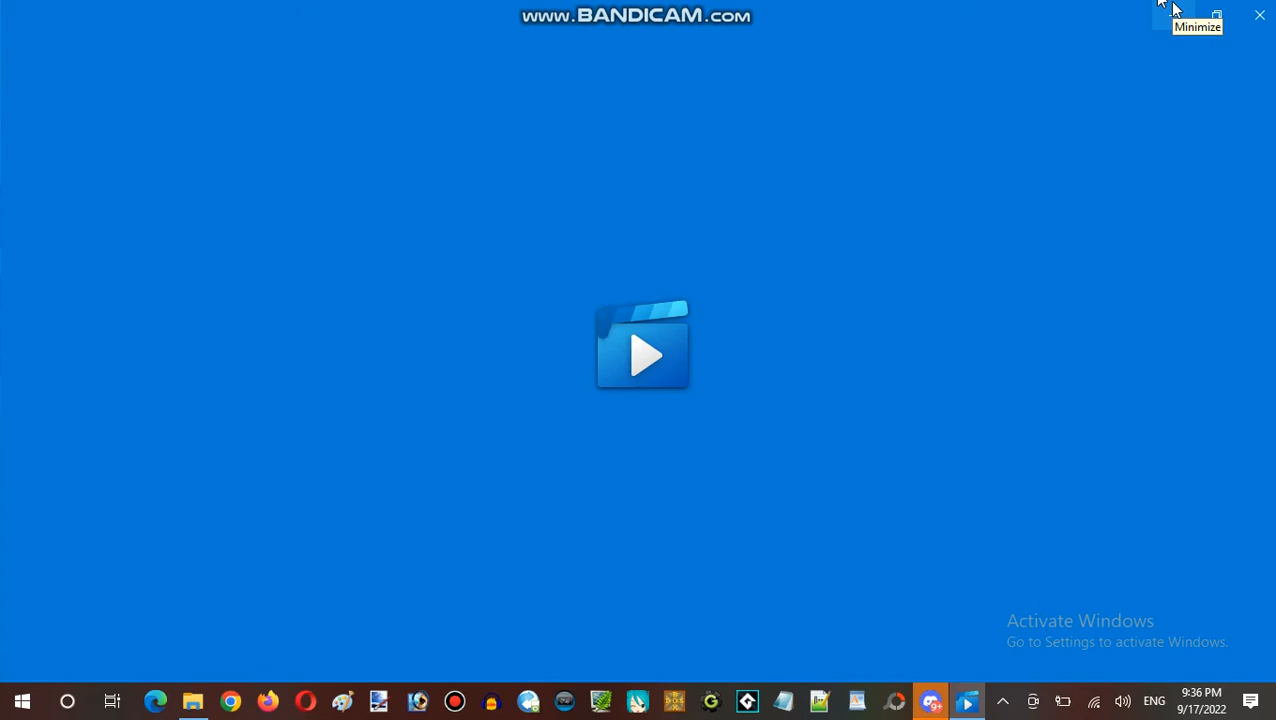 www.BANDICAM.com
Minimize
Activate Windows
Go to Settings to activate Windows.
9+
ENG
9:36 PM
9/17/2022